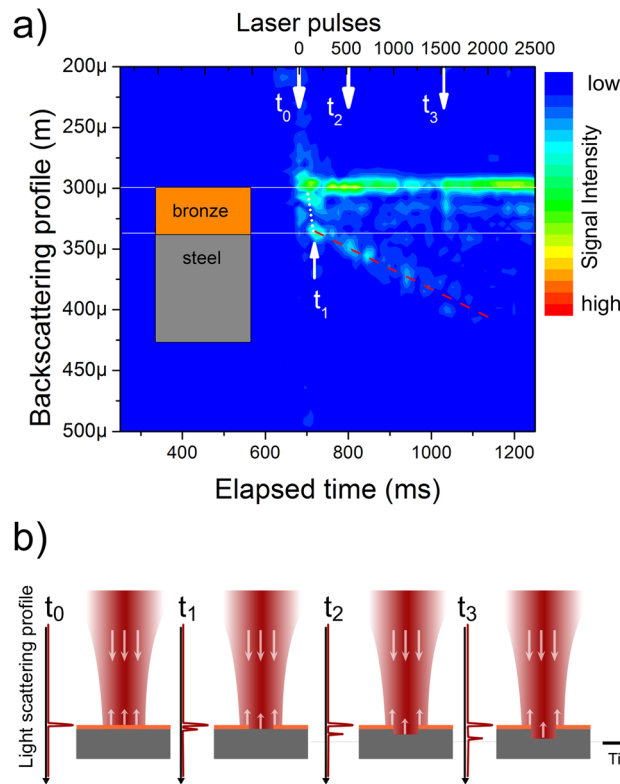 a)
Laser pulses
0 500 1000 1500 2000 2500
200µ
250µ
300µ
350µ
400µ
450µ
500µ
Backscattering profile (m)
t0
t2
t3
t1
bronze
steel
low
Signal Intensity
high
400 600 800 1000 1200
Elapsed time (ms)
b)
Light scattering profile
t0 t1 t2 t3